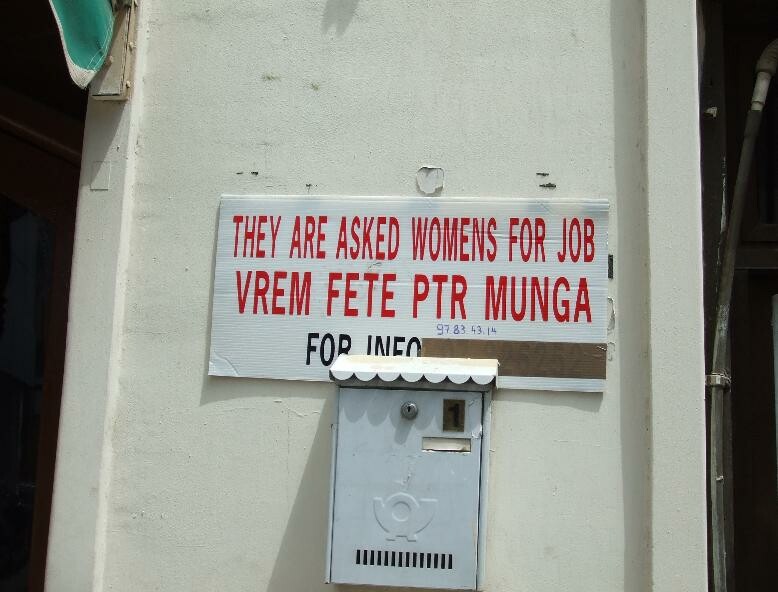 THEY ARE ASKED WOMENS FOR JOB
VREM FETE PTR MUNGA
97.83.43.14
FOR INFO
1